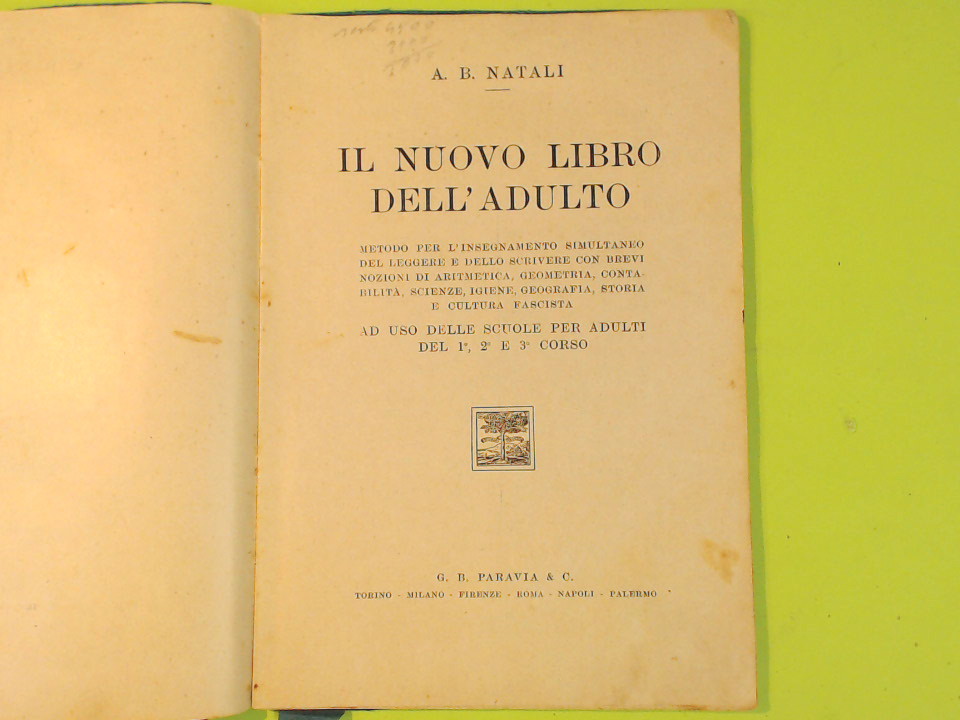 A. B. NATALI
IL NUOVO LIBRO
DELL'ADULTO
METODO PER L'INSEGNAMENTO SIMULTANEO
DEL LEGGERE E DELLO SCRIVERE CON BREVI
NOZIONI DI ARITMETICA, GEOMETRIA, CONTA-
BILITÀ, SCIENZE, IGIENE, GEOGRAFIA, STORIA
E CULTURA FASCISTA
AD USO DELLE SCUOLE PER ADULTI
DEL 1°, 2° E 3° CORSO
G. B. PARAVIA & C.
TORINO - MILANO - FIRENZE - ROMA - NAPOLI - PALERMO